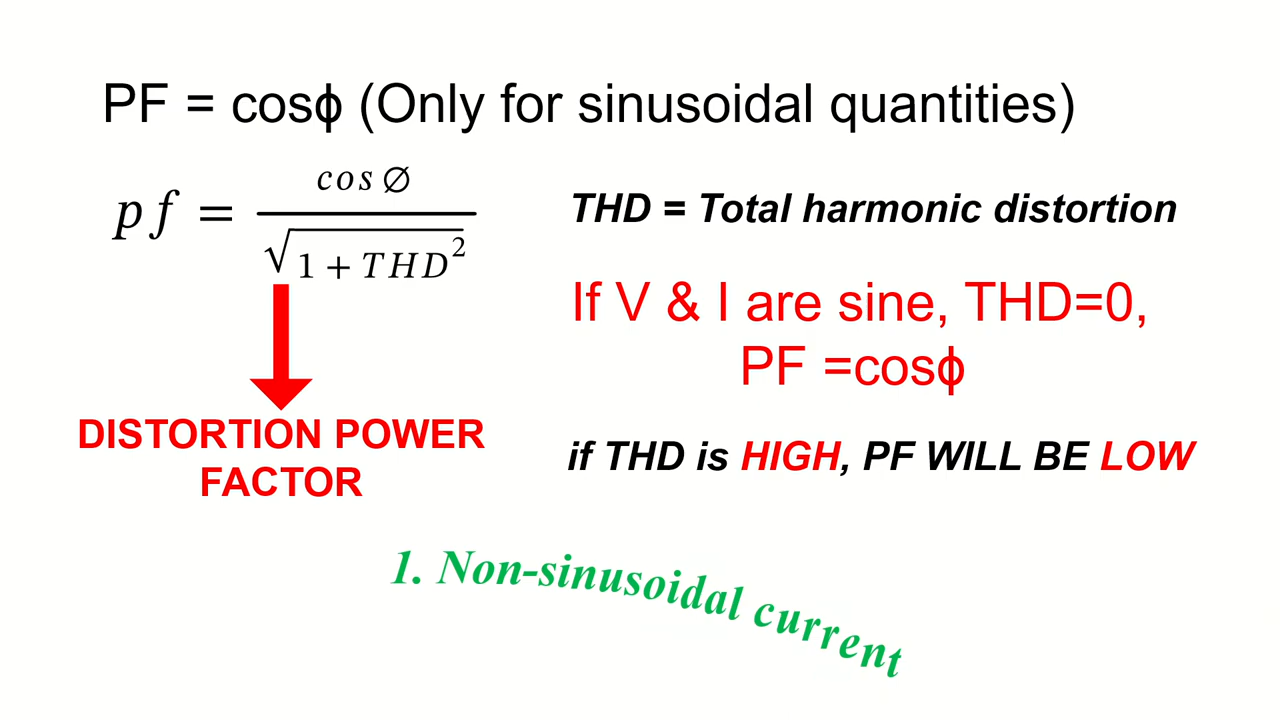 PF = cosϕ (Only for sinusoidal quantities)
pf = cos ∅ / √1 + THD²
THD = Total harmonic distortion
If V & I are sine, THD=0,
PF =cosϕ
DISTORTION POWER
FACTOR
if THD is HIGH, PF WILL BE LOW
1. Non-sinusoidal current